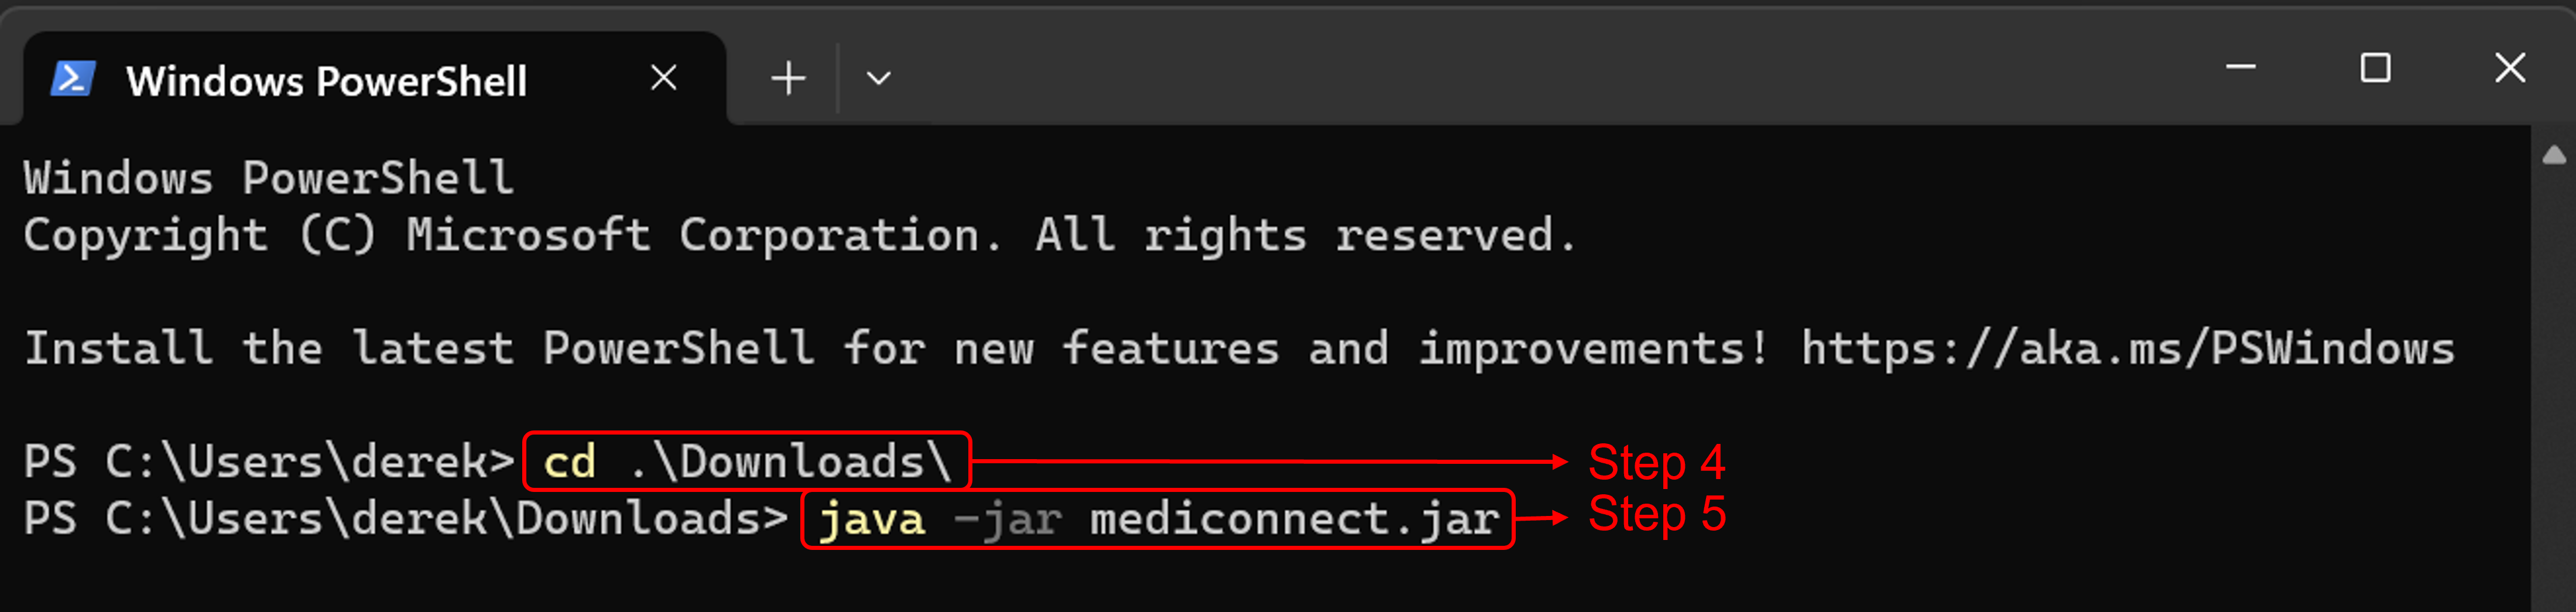 Windows PowerShell
Windows PowerShell
Copyright (C) Microsoft Corporation. All rights reserved.
Install the latest PowerShell for new features and improvements! https://aka.ms/PSWindows
PS C:\Users\derek> cd .\Downloads\ Step 4
PS C:\Users\derek\Downloads> java -jar mediconnect.jar Step 5